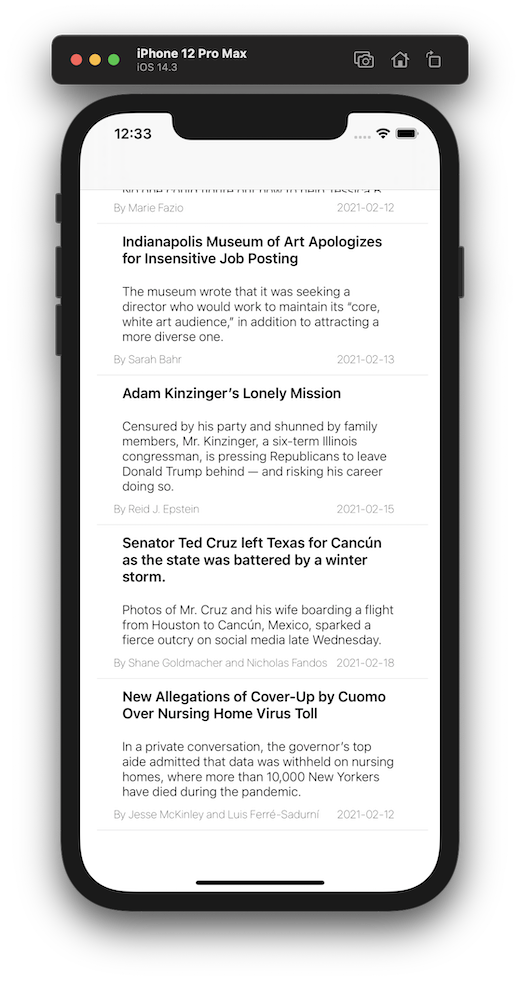 iPhone 12 Pro Max
iOS 14.3
12:33
No one could figure out how to help Jessica B.
By Marie Fazio 2021-02-12
Indianapolis Museum of Art Apologizes
for Insensitive Job Posting
The museum wrote that it was seeking a
director who would work to maintain its “core,
white art audience,” in addition to attracting a
more diverse one.
By Sarah Bahr 2021-02-13
Adam Kinzinger’s Lonely Mission
Censured by his party and shunned by family
members, Mr. Kinzinger, a six-term Illinois
congressman, is pressing Republicans to leave
Donald Trump behind — and risking his career
doing so.
By Reid J. Epstein 2021-02-15
Senator Ted Cruz left Texas for Cancún
as the state was battered by a winter
storm.
Photos of Mr. Cruz and his wife boarding a flight
from Houston to Cancún, Mexico, sparked a
fierce outcry on social media late Wednesday.
By Shane Goldmacher and Nicholas Fandos 2021-02-18
New Allegations of Cover-Up by Cuomo
Over Nursing Home Virus Toll
In a private conversation, the governor’s top
aide admitted that data was withheld on nursing
homes, where more than 10,000 New Yorkers
have died during the pandemic.
By Jesse McKinley and Luis Ferré-Sadurní 2021-02-12